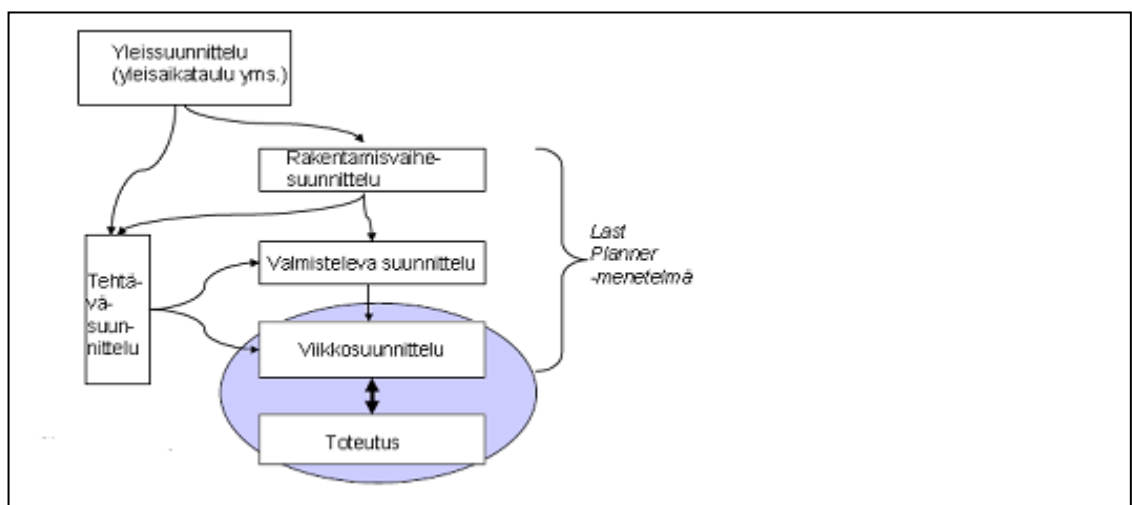 Yleissuunnittelu
(yleisaikataulu yms.)
Rakentamisvaihe-
suunnittelu
Last
Planner
-menetelmä
Valmisteleva suunnittelu
Tehtä-
vä-
suun-
nittelu
Viikkosuunnittelu
Toteutus